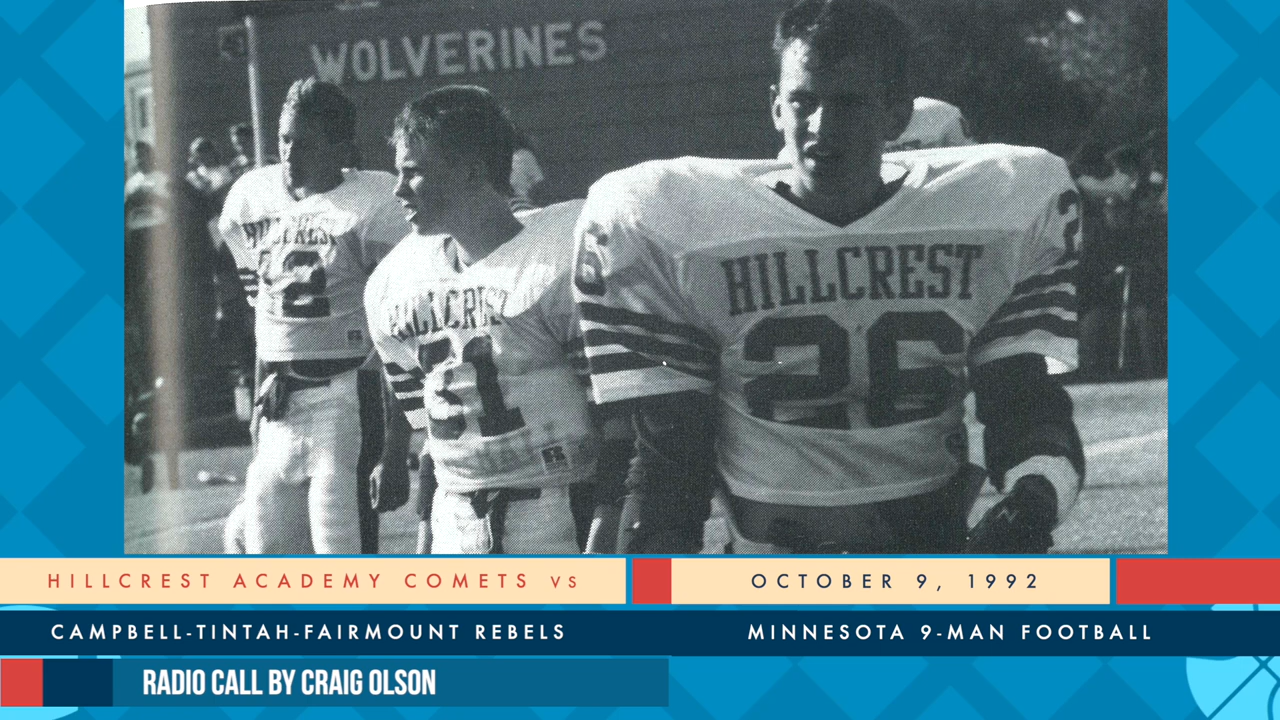 WOLVERINES
HILLCREST
HILLCREST
HILLCREST
26
HILLCREST ACADEMY COMETS VS
OCTOBER 9, 1992
CAMPBELL-TINTAH-FAIRMOUNT REBELS
MINNESOTA 9-MAN FOOTBALL
RADIO CALL BY CRAIG OLSON